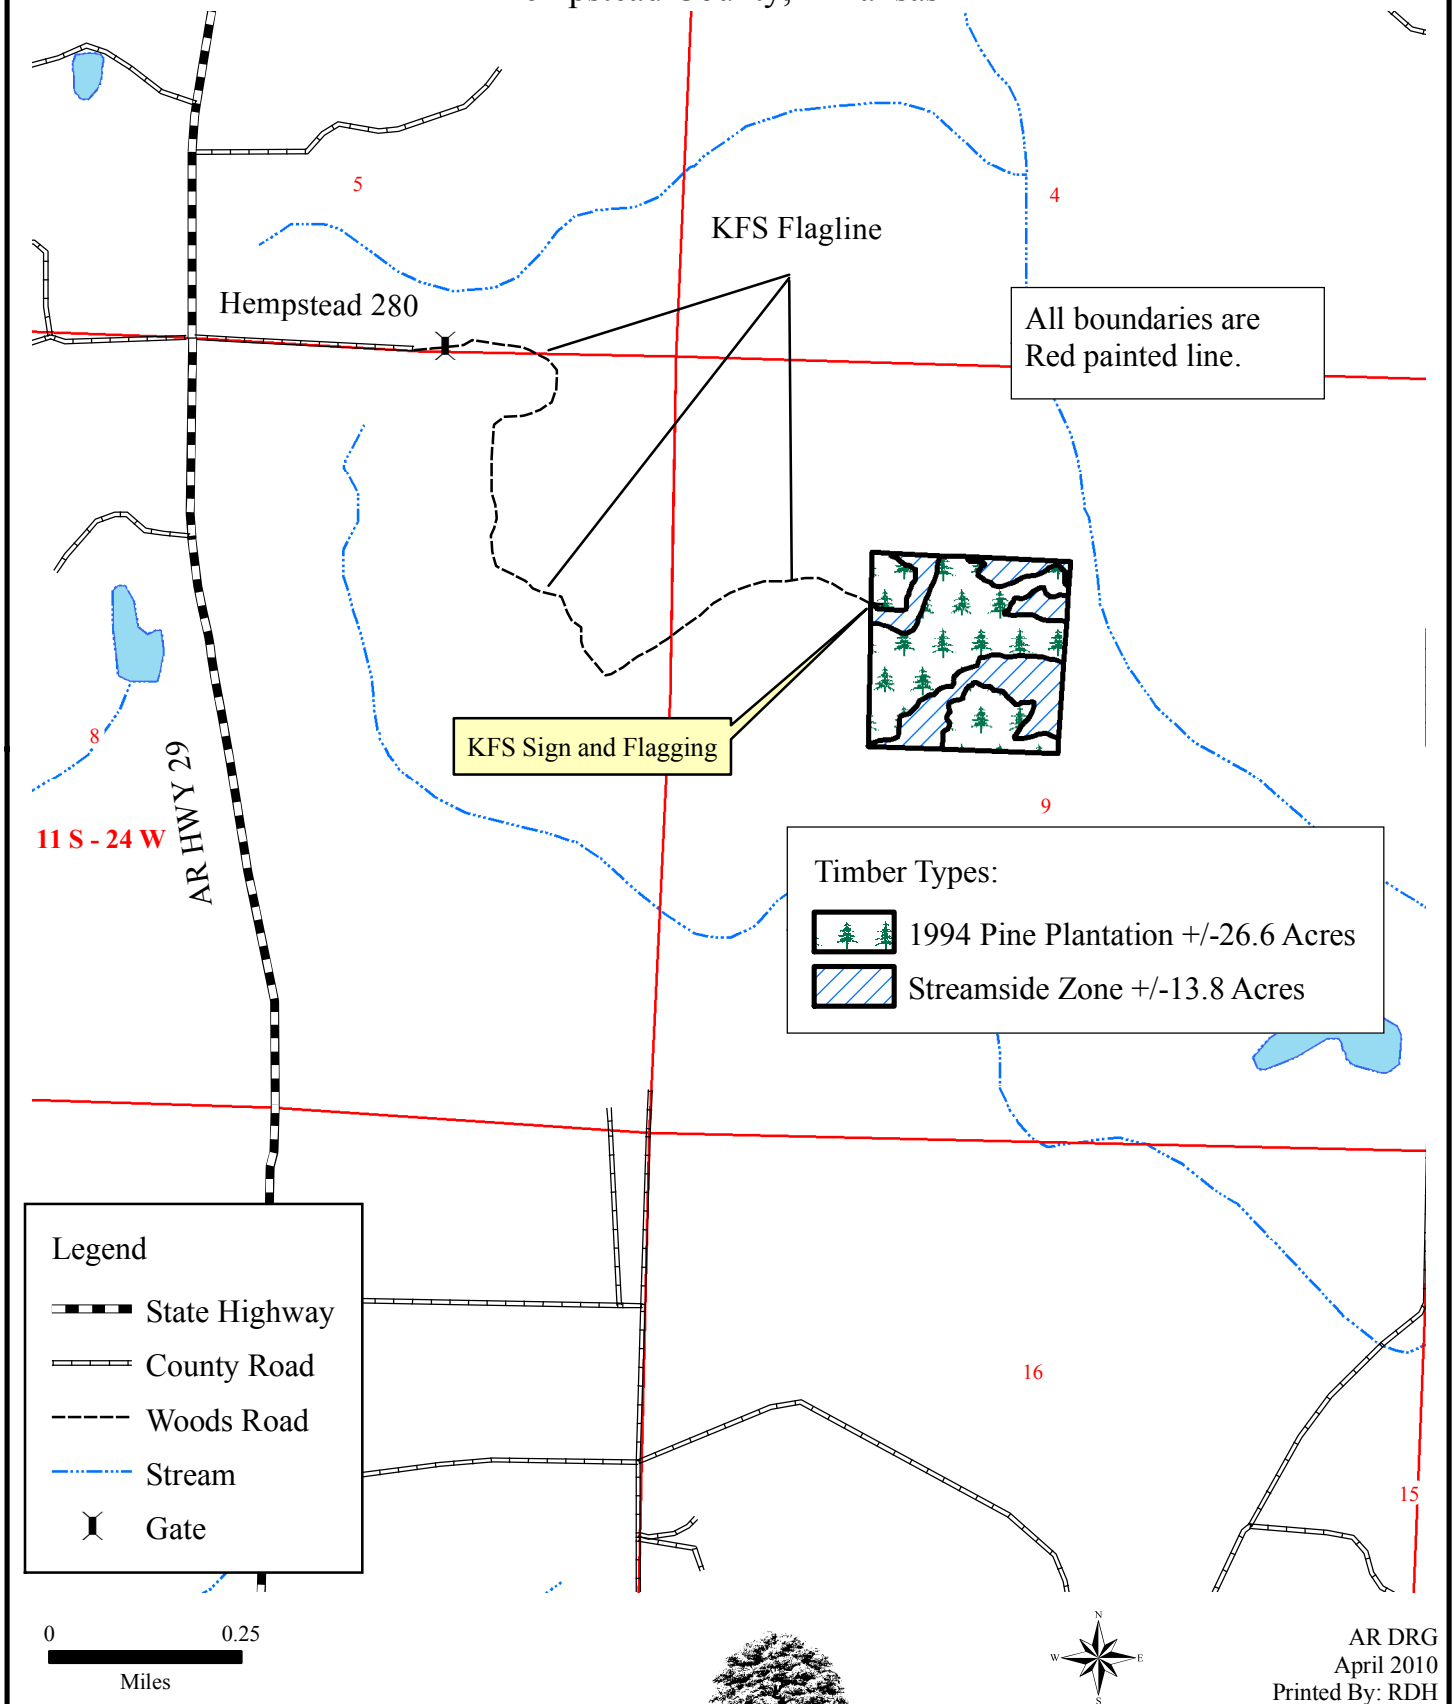 5
4
KFS Flagline
Hempstead 280
All boundaries are
Red painted line.
KFS Sign and Flagging
8
AR HWY 29
11 S - 24 W
9
Timber Types:
1994 Pine Plantation +/-26.6 Acres
Streamside Zone +/-13.8 Acres
Legend
State Highway
County Road
Woods Road
Stream
Gate
16
15
0 0.25
Miles
N
W E
S
AR DRG
April 2010
Printed By: RDH